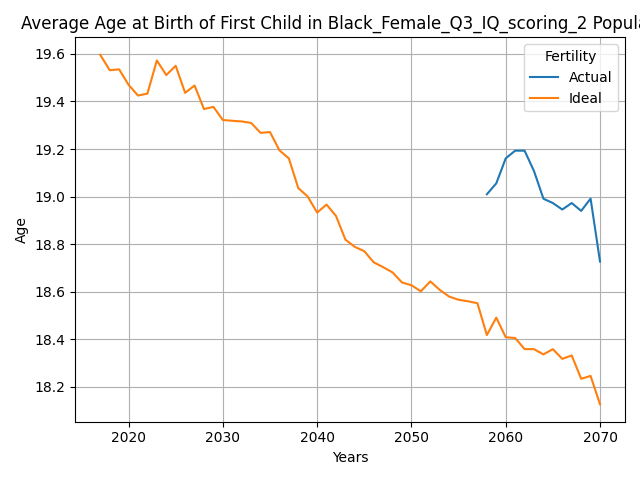 Average Age at Birth of First Child in Black_Female_Q3_IQ_scoring_2 Popula
Fertility
Actual
Ideal
19.6
19.4
19.2
19.0
18.8
18.6
18.4
18.2
Age
2020 2030 2040 2050 2060 2070
Years